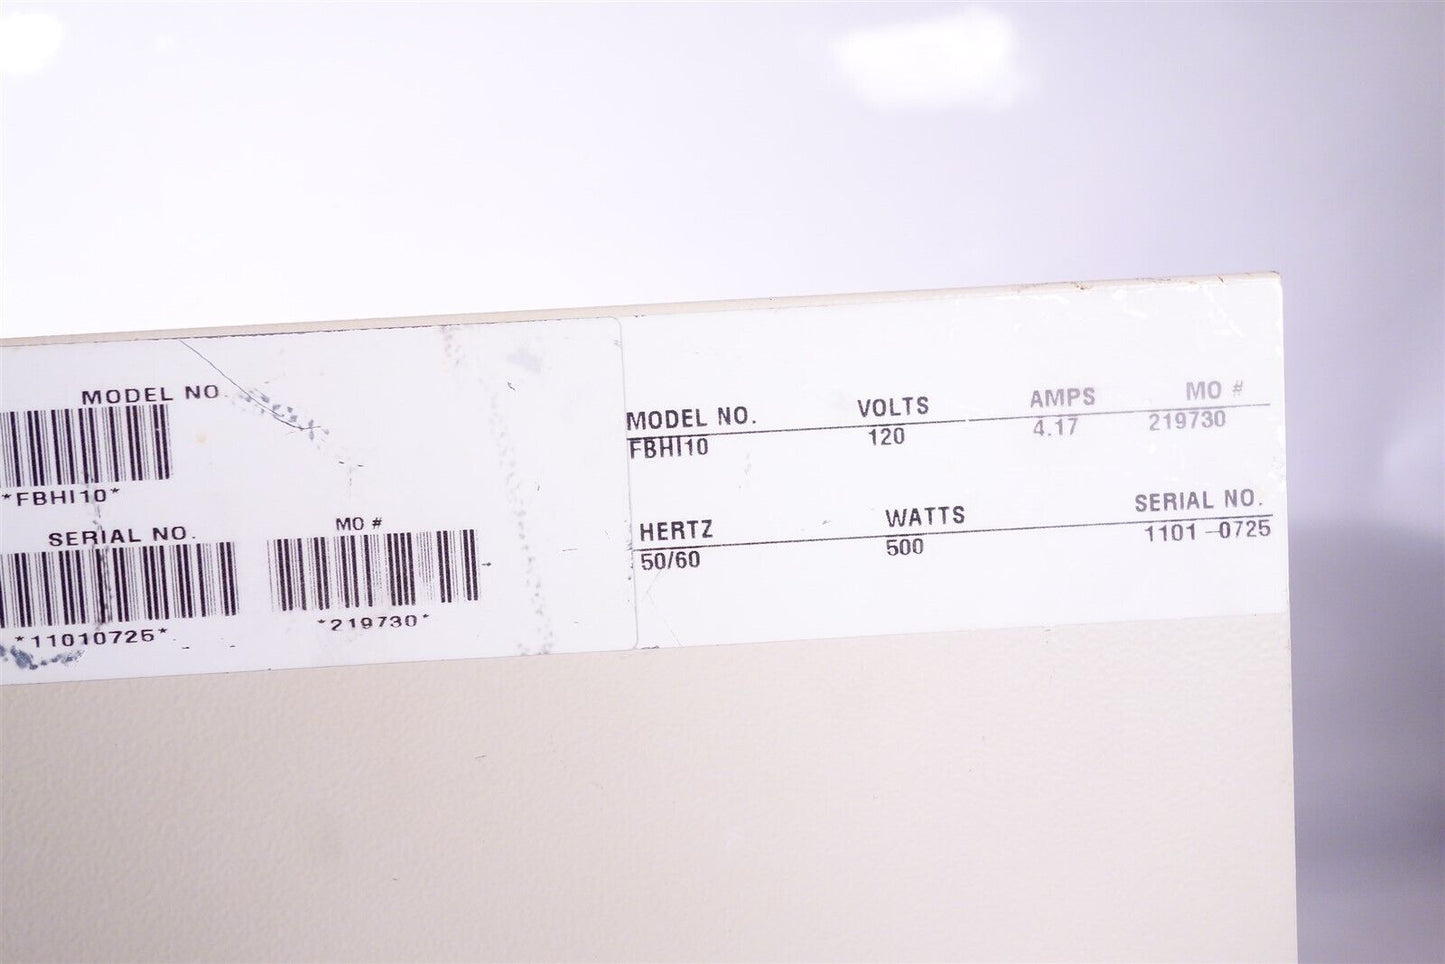 MODEL NO.
*FBHI10*
SERIAL NO. MO #
*11010725* *219730*
MODEL NO. VOLTS AMPS MO #
FBHI10 120 4.17 219730
HERTZ WATTS SERIAL NO.
50/60 500 1101-0725